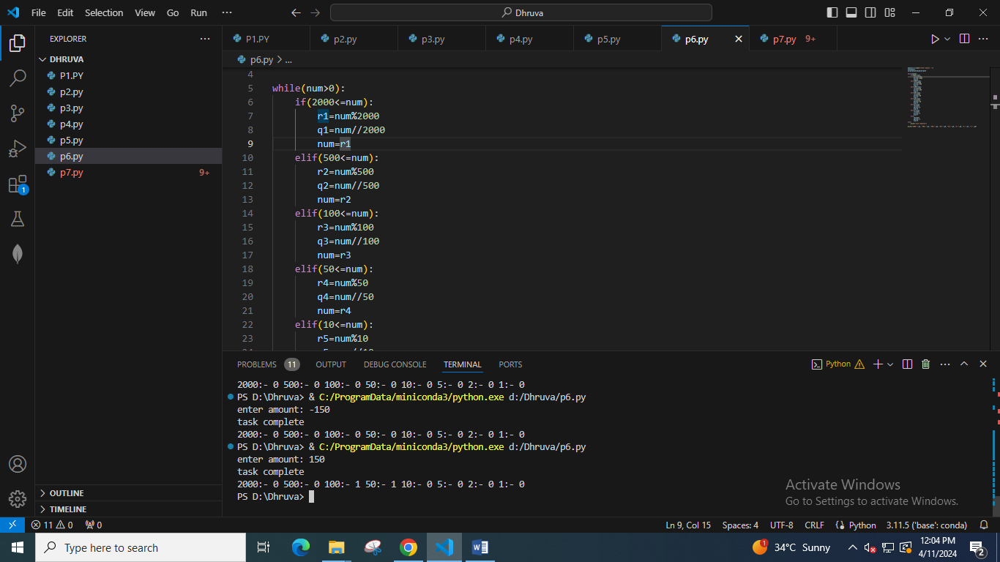 File Edit Selection View Go Run ··· Dhruva
EXPLORER ···
DHRUVA
P1.PY
p2.py
p3.py
p4.py
p5.py
p6.py
p7.py 9+
OUTLINE
TIMELINE
P1.PY p2.py p3.py p4.py p5.py p6.py p7.py 9+
p6.py > ...
4
5 while(num>0):
6 if(2000<=num):
7 r1=num%2000
8 q1=num//2000
9 num=r1
10 elif(500<=num):
11 r2=num%500
12 q2=num//500
13 num=r2
14 elif(100<=num):
15 r3=num%100
16 q3=num//100
17 num=r3
18 elif(50<=num):
19 r4=num%50
20 q4=num//50
21 num=r4
22 elif(10<=num):
23 r5=num%10
PROBLEMS 11 OUTPUT DEBUG CONSOLE TERMINAL PORTS Python
2000:- 0 500:- 0 100:- 0 50:- 0 10:- 0 5:- 0 2:- 0 1:- 0
PS D:\Dhruva> & C:/ProgramData/miniconda3/python.exe d:/Dhruva/p6.py
enter amount: -150
task complete
2000:- 0 500:- 0 100:- 0 50:- 0 10:- 0 5:- 0 2:- 0 1:- 0
PS D:\Dhruva> & C:/ProgramData/miniconda3/python.exe d:/Dhruva/p6.py
enter amount: 150
task complete
2000:- 0 500:- 0 100:- 1 50:- 1 10:- 0 5:- 0 2:- 0 1:- 0
PS D:\Dhruva>
Activate Windows
Go to Settings to activate Windows.
1
11 0 0 Ln 9, Col 15 Spaces: 4 UTF-8 CRLF Python 3.11.5 ('base': conda)
Type here to search 1 34°C Sunny 12:04 PM
4/11/2024 2